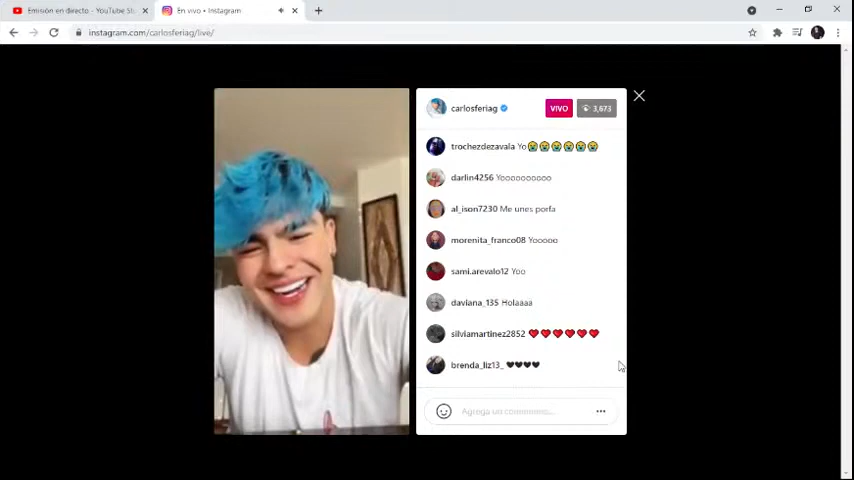 Emisión en directo - YouTube St
En vivo • Instagram
instagram.com/carlosferiag/live/
carlosferiag
VIVO
3,673
trochezdezavala Yo😭😭😭😭😭😭
darlin4256 Yoooooooooo
al_ison7230 Me unes porfa
morenita_franco08 Yooooo
sami.arevalo12 Yoo
daviana_135 Holaaaa
silviamartinez2852 ❤❤❤❤❤❤
brenda_liz13_ 🖤🖤🖤🖤
Agrega un comentario...